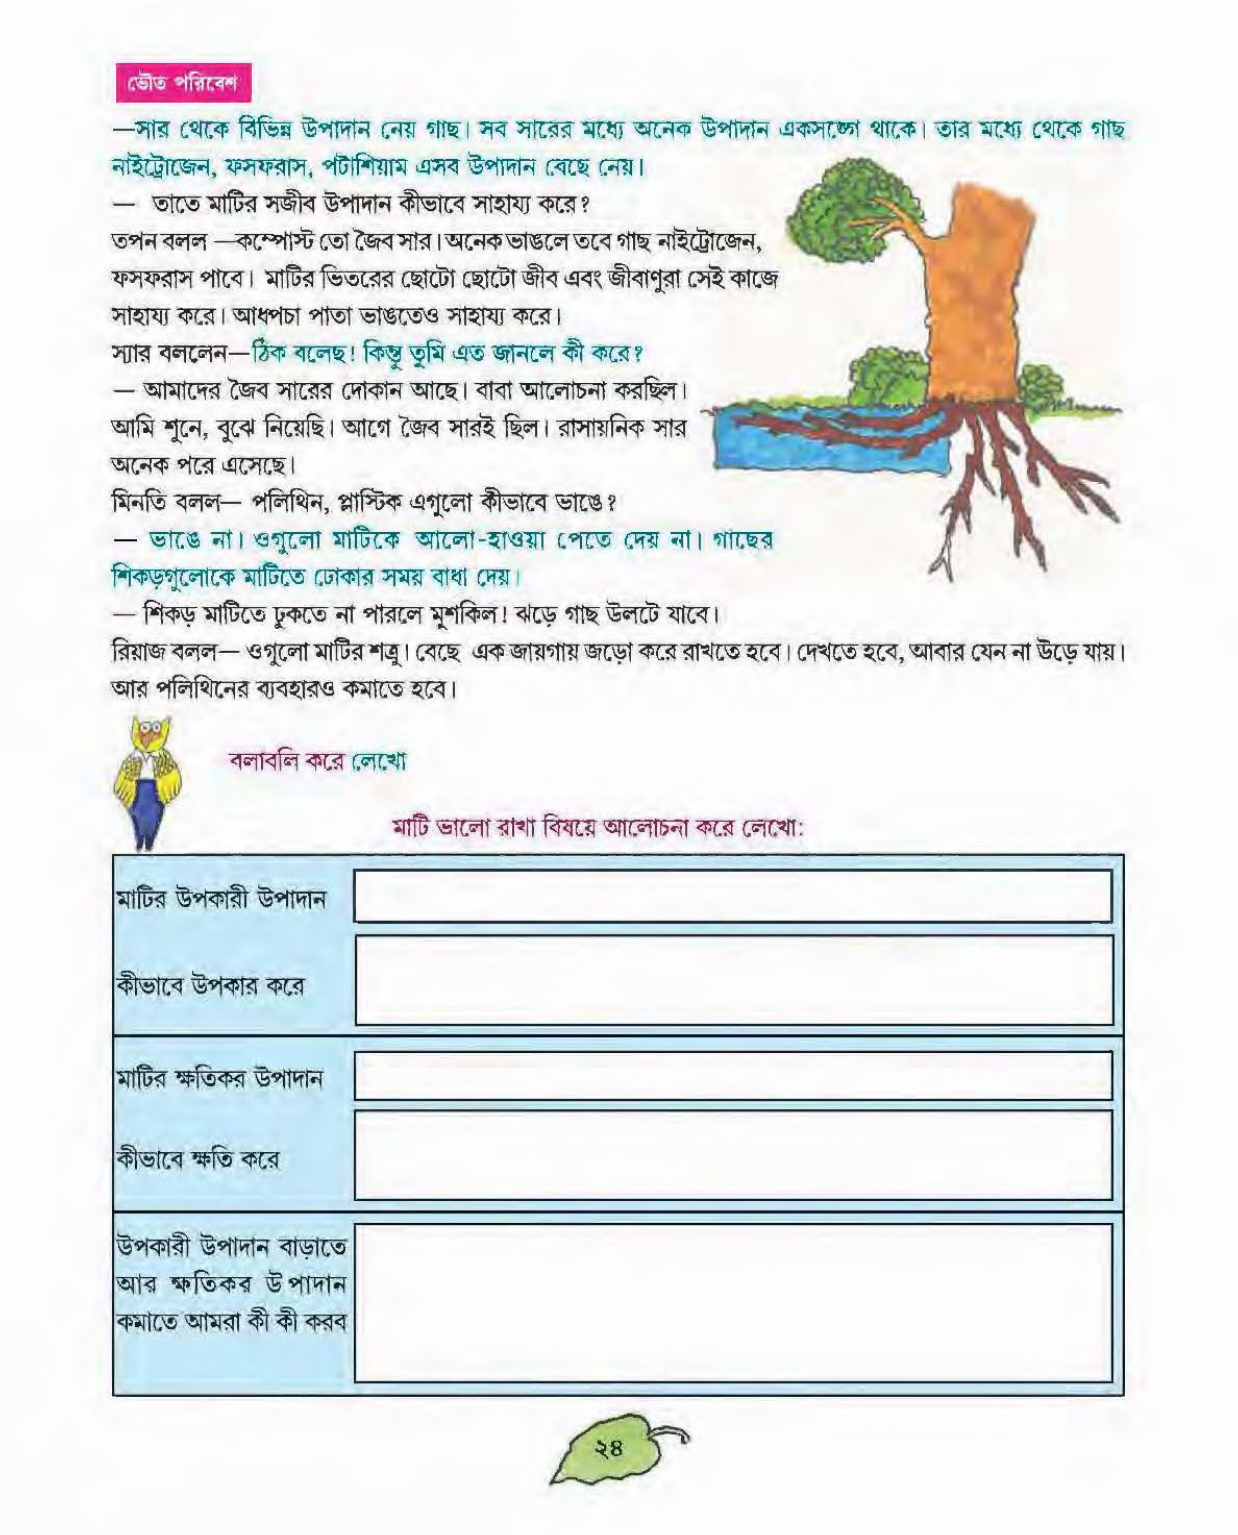 ভৌত পরিবেশ
—সার থেকে বিভিন্ন উপাদান নেয় গাছ। সব সারের মধ্যে অনেক উপাদান একসঙ্গে থাকে। তার মধ্যে থেকে গাছ
নাইট্রোজেন, ফসফরাস, পটাশিয়াম এসব উপাদান বেছে নেয়।
— তাতে মাটির সজীব উপাদান কীভাবে সাহায্য করে?
তপন বলল —কম্পোস্ট তো জৈব সার। অনেক ভাঙলে তবে গাছ নাইট্রোজেন,
ফসফরাস পাবে। মাটির ভিতরের ছোটো ছোটো জীব এবং জীবাণুরা সেই কাজে
সাহায্য করে। আধপচা পাতা ভাঙতেও সাহায্য করে।
স্যার বললেন—ঠিক বলেছ! কিন্তু তুমি এত জানলে কী করে?
— আমাদের জৈব সারের দোকান আছে। বাবা আলোচনা করছিল।
আমি শুনে, বুঝে নিয়েছি। আগে জৈব সারই ছিল। রাসায়নিক সার
অনেক পরে এসেছে।
মিনতি বলল— পলিথিন, প্লাস্টিক এগুলো কীভাবে ভাঙে?
— ভাঙে না। ওগুলো মাটিকে আলো-হাওয়া পেতে দেয় না। গাছের
শিকড়গুলোকে মাটিতে ঢোকার সময় বাধা দেয়।
— শিকড় মাটিতে ঢুকতে না পারলে মুশকিল! ঝড়ে গাছ উলটে যাবে।
রিয়াজ বলল— ওগুলো মাটির শত্রু। বেছে এক জায়গায় জড়ো করে রাখতে হবে। দেখতে হবে, আবার যেন না উড়ে যায়।
আর পলিথিনের ব্যবহারও কমাতে হবে।
বলাবলি করে লেখো
মাটি ভালো রাখা বিষয়ে আলোচনা করে লেখো:
মাটির উপকারী উপাদান
কীভাবে উপকার করে
মাটির ক্ষতিকর উপাদান
কীভাবে ক্ষতি করে
উপকারী উপাদান বাড়াতে
আর ক্ষতিকর উপাদান
কমাতে আমরা কী কী করব
২৪